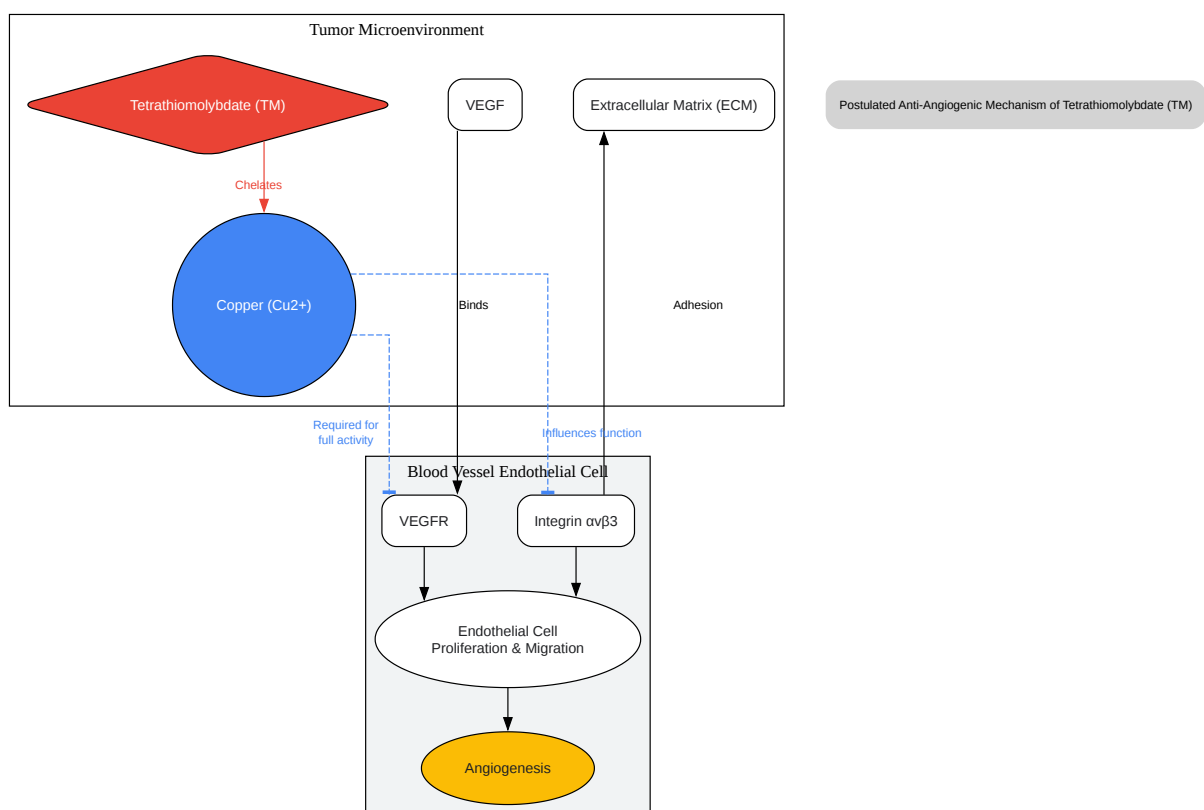 Tumor Microenvironment
Tetrathiomolybdate (TM)
VEGF
Extracellular Matrix (ECM)
Postulated Anti-Angiogenic Mechanism of Tetrathiomolybdate (TM)
Chelates
Copper (Cu2+)
Binds
Adhesion
Required for
full activity
Influences function
Blood Vessel Endothelial Cell
VEGFR
Integrin αvβ3
Endothelial Cell
Proliferation & Migration
Angiogenesis